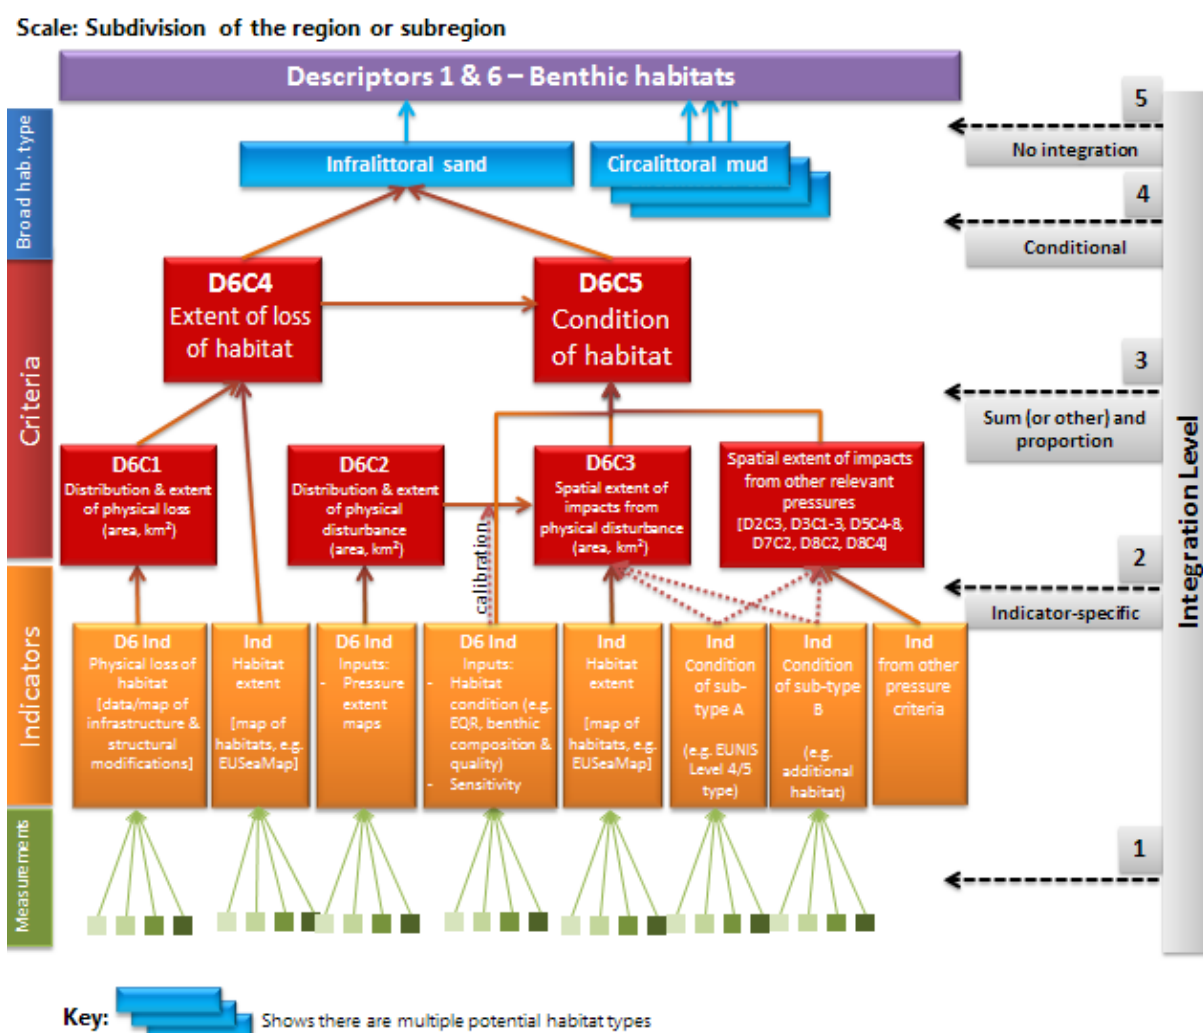 Scale: Subdivision of the region or subregion
Descriptors 1 & 6 – Benthic habitats
Broad hab. type
Infralittoral sand
Circalittoral mud
5
No integration
4
Conditional
Criteria
D6C4
Extent of loss
of habitat
D6C5
Condition
of habitat
3
Sum (or other) and
proportion
D6C1
Distribution & extent
of physical loss
(area, km²)
D6C2
Distribution & extent
of physical
disturbance
(area, km²)
D6C3
Spatial extent of
impacts from
physical disturbance
(area, km²)
Spatial extent of impacts
from other relevant
pressures
[D2C3, D3C1-3, D5C4-8,
D7C2, D8C2, D8C4]
calibration
2
Indicator-specific
Integration Level
Indicators
D6 Ind
Physical loss of
habitat
[data/map of
infrastructure &
structural
modifications]
Ind
Habitat
extent
[map of
habitats, e.g.
EUSeaMap]
D6 Ind
Inputs:
- Pressure
extent
maps
D6 Ind
Inputs:
- Habitat
condition (e.g.
EQR, benthic
composition &
quality)
- Sensitivity
Ind
Habitat
extent
[map of
habitats, e.g.
EUSeaMap]
Ind
Condition
of sub-
type A
(e.g. EUNIS
Level 4/5
type)
Ind
Condition
of sub-type
B
(e.g.
additional
habitat)
Ind
from other
pressure
criteria
Measurements
1
Key:
Shows there are multiple potential habitat types